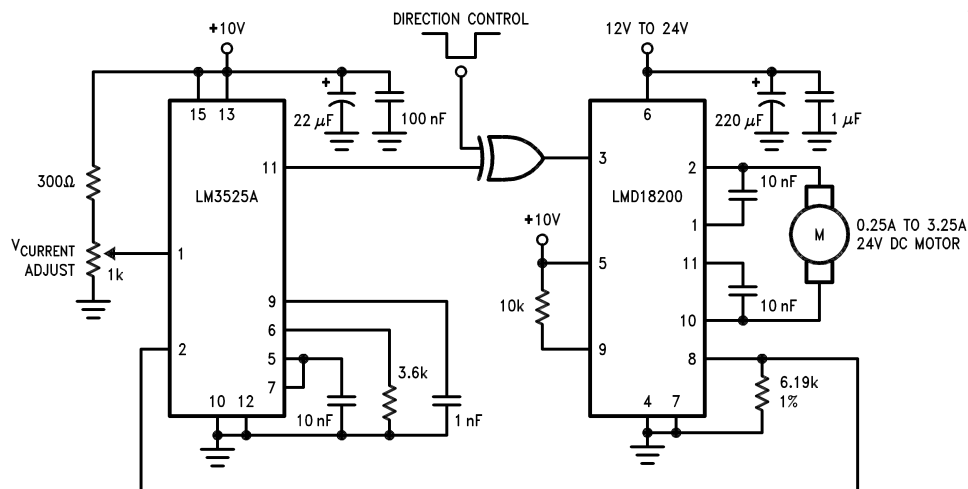 DIRECTION CONTROL
+10V
12V TO 24V
+
22 μF
100 nF
+
220 μF
1 μF
15
13
6
11
3
2
10 nF
300Ω
LM3525A
LMD18200
+10V
1
M
0.25A TO 3.25A
24V DC MOTOR
VCURRENT
ADJUST
1k
1
5
11
9
10k
10 nF
6
10
2
9
8
5
3.6k
7
6.19k
1%
10
12
10 nF
1 nF
4
7